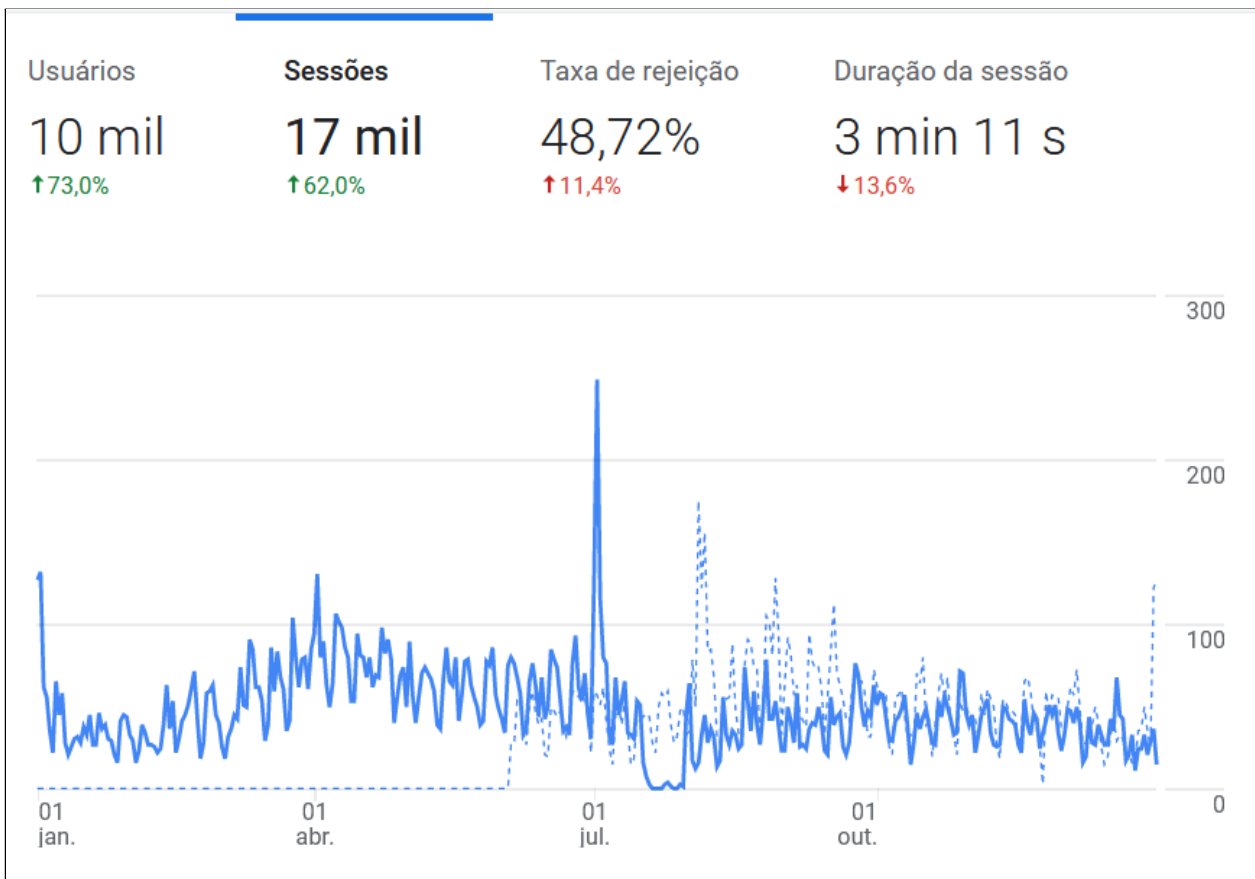 Usuários Sessões Taxa de rejeição Duração da sessão
10 mil 17 mil 48,72% 3 min 11 s
↑73,0% ↑62,0% ↑11,4% ↓13,6%
300
200
100
0
01 01 01 01
jan. abr. jul. out.